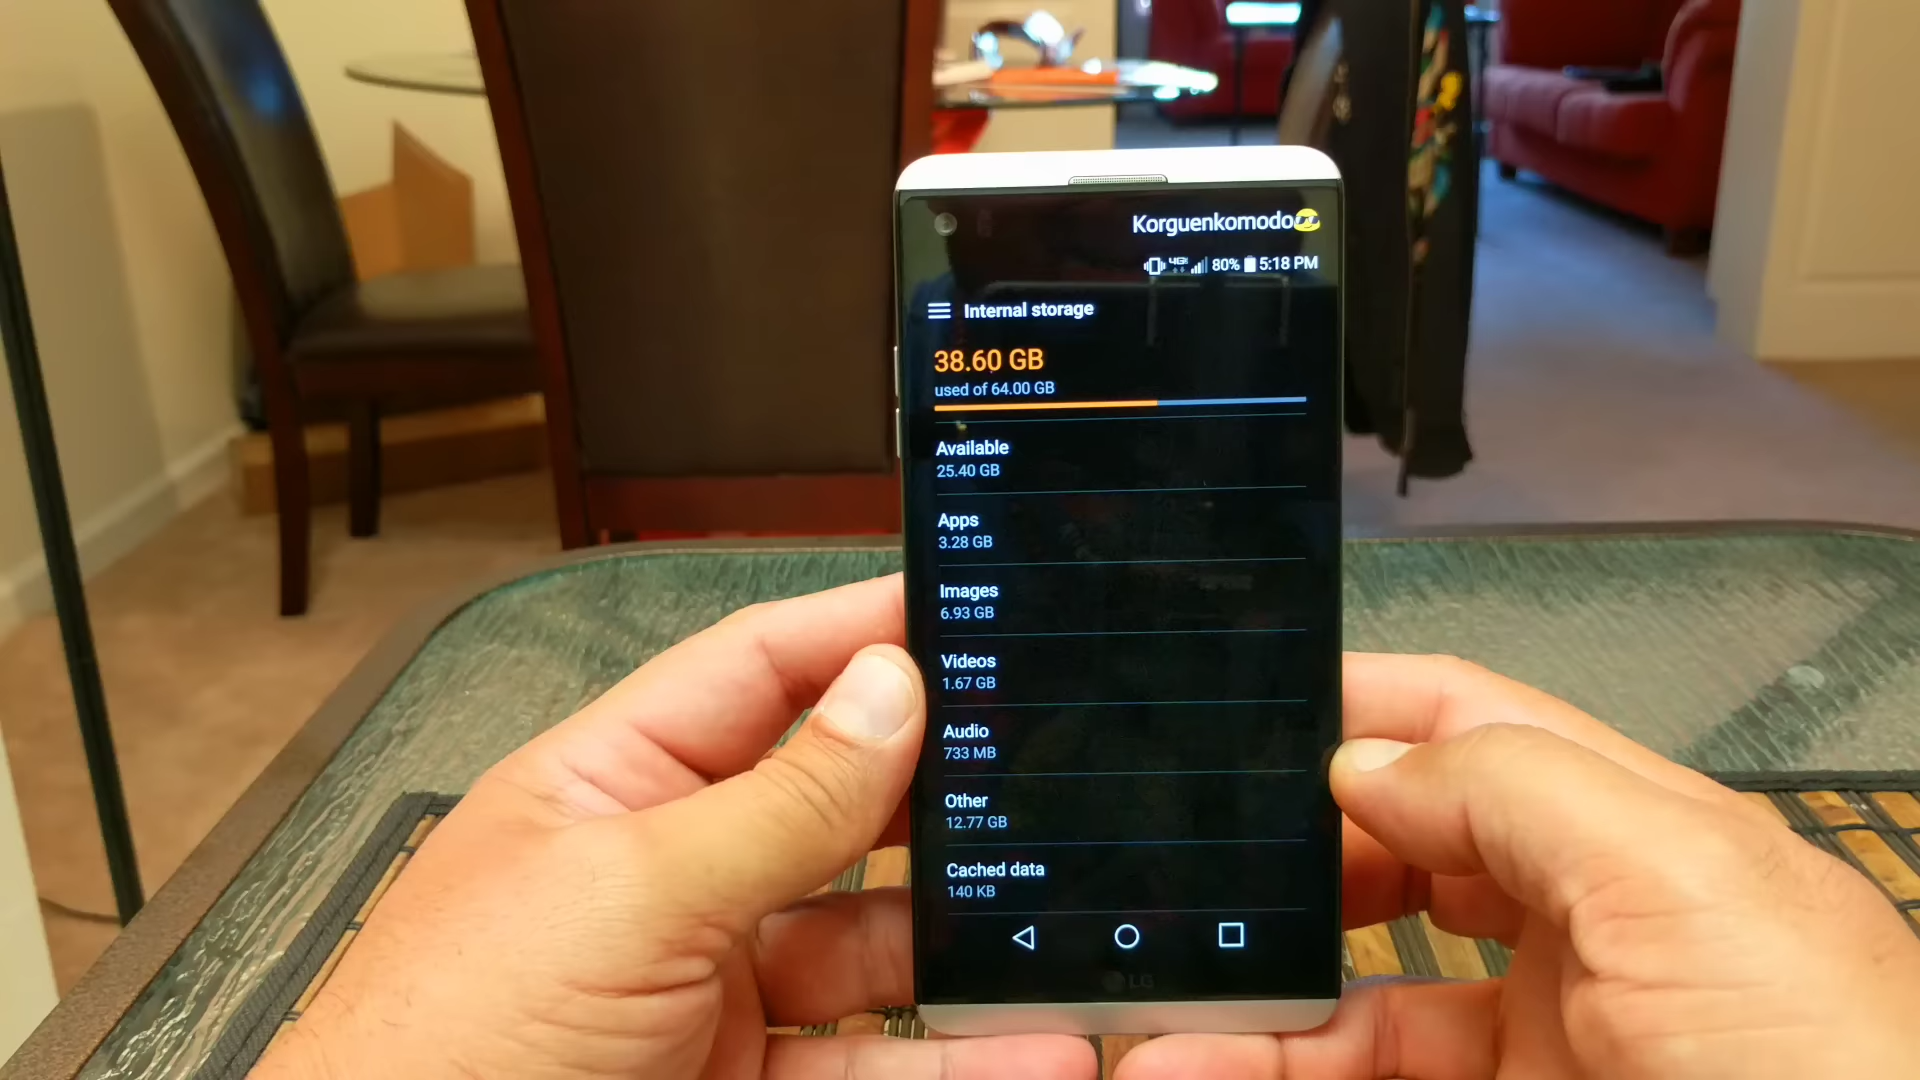 Korguenkomodo
4G 80% 5:18 PM
Internal storage
38.60 GB
used of 64.00 GB
Available
25.40 GB
Apps
3.28 GB
Images
6.93 GB
Videos
1.67 GB
Audio
733 MB
Other
12.77 GB
Cached data
140 KB
LG